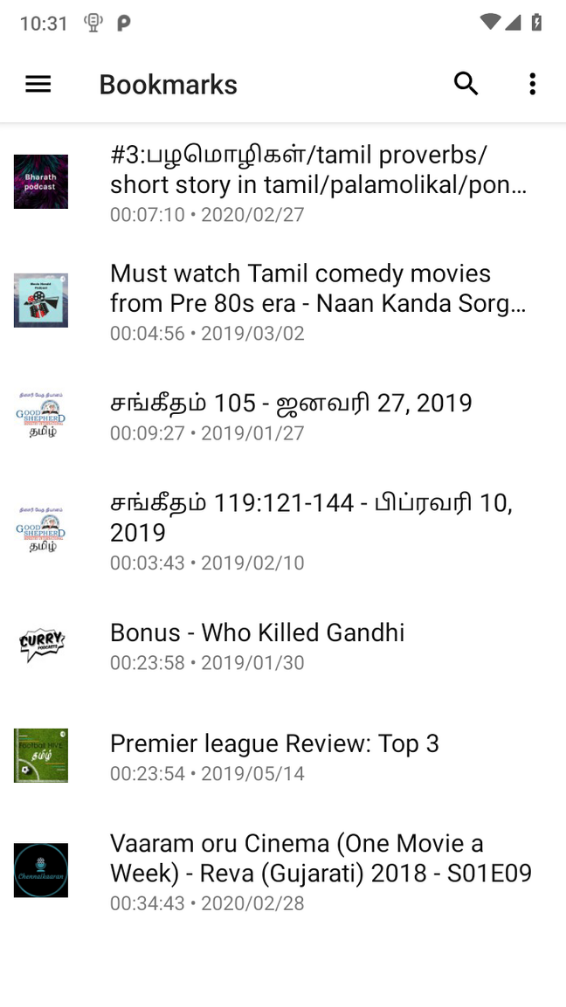 10:31
Bookmarks
Bharath
podcast
#3:பழமொழிகள்/tamil proverbs/
short story in tamil/palamolikal/pon…
00:07:10 • 2020/02/27
Must watch Tamil comedy movies
from Pre 80s era - Naan Kanda Sorg…
00:04:56 • 2019/03/02
GOOD
SHEPHERD
தமிழ்
சங்கீதம் 105 - ஜனவரி 27, 2019
00:09:27 • 2019/01/27
GOOD
SHEPHERD
தமிழ்
சங்கீதம் 119:121-144 - பிப்ரவரி 10,
2019
00:03:43 • 2019/02/10
CURRY
PODCASTS
Bonus - Who Killed Gandhi
00:23:58 • 2019/01/30
தமிழ்
Premier league Review: Top 3
00:23:54 • 2019/05/14
Chennaikaaran
Vaaram oru Cinema (One Movie a
Week) - Reva (Gujarati) 2018 - S01E09
00:34:43 • 2020/02/28